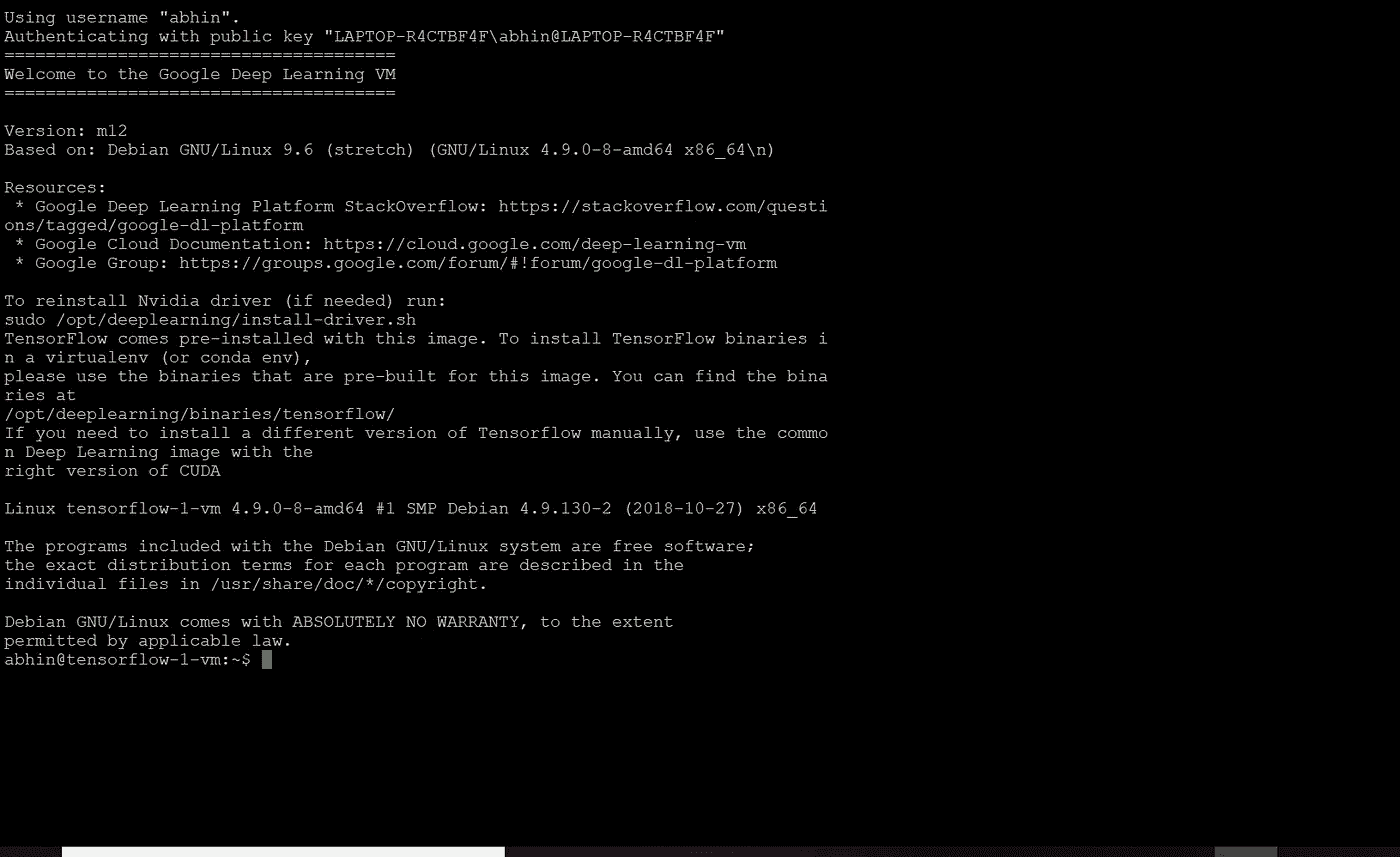 Using username "abhin".
Authenticating with public key "LAPTOP-R4CTBF4F\abhin@LAPTOP-R4CTBF4F"
======================================
Welcome to the Google Deep Learning VM
======================================
Version: m12
Based on: Debian GNU/Linux 9.6 (stretch) (GNU/Linux 4.9.0-8-amd64 x86_64\n)
Resources:
 * Google Deep Learning Platform StackOverflow: https://stackoverflow.com/questi
ons/tagged/google-dl-platform
 * Google Cloud Documentation: https://cloud.google.com/deep-learning-vm
 * Google Group: https://groups.google.com/forum/#!forum/google-dl-platform
To reinstall Nvidia driver (if needed) run:
sudo /opt/deeplearning/install-driver.sh
TensorFlow comes pre-installed with this image. To install TensorFlow binaries i
n a virtualenv (or conda env),
please use the binaries that are pre-built for this image. You can find the bina
ries at
/opt/deeplearning/binaries/tensorflow/
If you need to install a different version of Tensorflow manually, use the commo
n Deep Learning image with the
right version of CUDA
Linux tensorflow-1-vm 4.9.0-8-amd64 #1 SMP Debian 4.9.130-2 (2018-10-27) x86_64
The programs included with the Debian GNU/Linux system are free software;
the exact distribution terms for each program are described in the
individual files in /usr/share/doc/*/copyright.
Debian GNU/Linux comes with ABSOLUTELY NO WARRANTY, to the extent
permitted by applicable law.
abhin@tensorflow-1-vm:~$